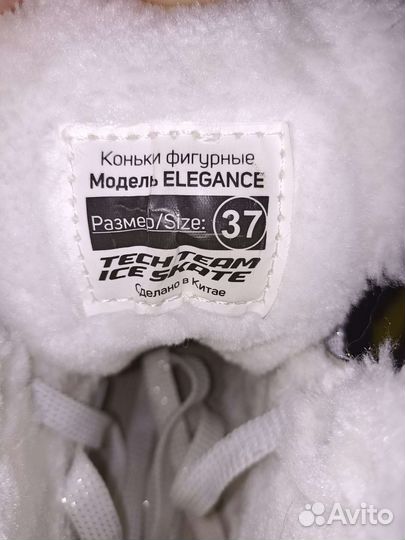 Коньки фигурные
Модель ELEGANCE
Размер/Size: 37
TECH TEAM
ICE SKATE
Сделано в Китае
Avito